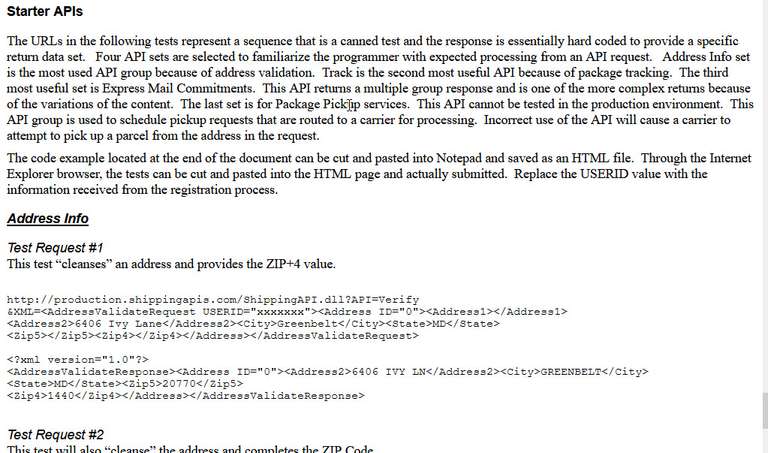 Starter APIs
The URLs in the following tests represent a sequence that is a canned test and the response is essentially hard coded to provide a specific
return data set.   Four API sets are selected to familiarize the programmer with expected processing from an API request.   Address Info set
is the most used API group because of address validation.  Track is the second most useful API because of package tracking.  The third
most useful set is Express Mail Commitments.  This API returns a multiple group response and is one of the more complex returns because
of the variations of the content.  The last set is for Package Pickup services.  This API cannot be tested in the production environment.  This
API group is used to schedule pickup requests that are routed to a carrier for processing.  Incorrect use of the API will cause a carrier to
attempt to pick up a parcel from the address in the request.
The code example located at the end of the document can be cut and pasted into Notepad and saved as an HTML file.  Through the Internet
Explorer browser, the tests can be cut and pasted into the HTML page and actually submitted.  Replace the USERID value with the
information received from the registration process.
Address Info
Test Request #1
This test “cleanses” an address and provides the ZIP+4 value.
http://production.shippingapis.com/ShippingAPI.dll?API=Verify
&XML=<AddressValidateRequest USERID="xxxxxxx"><Address ID="0"><Address1></Address1>
<Address2>6406 Ivy Lane</Address2><City>Greenbelt</City><State>MD</State>
<Zip5></Zip5><Zip4></Zip4></Address></AddressValidateRequest>
<?xml version="1.0"?>
<AddressValidateResponse><Address ID="0"><Address2>6406 IVY LN</Address2><City>GREENBELT</City>
<State>MD</State><Zip5>20770</Zip5>
<Zip4>1440</Zip4></Address></AddressValidateResponse>
Test Request #2
This test will also “cleanse” the address and completes the ZIP Code